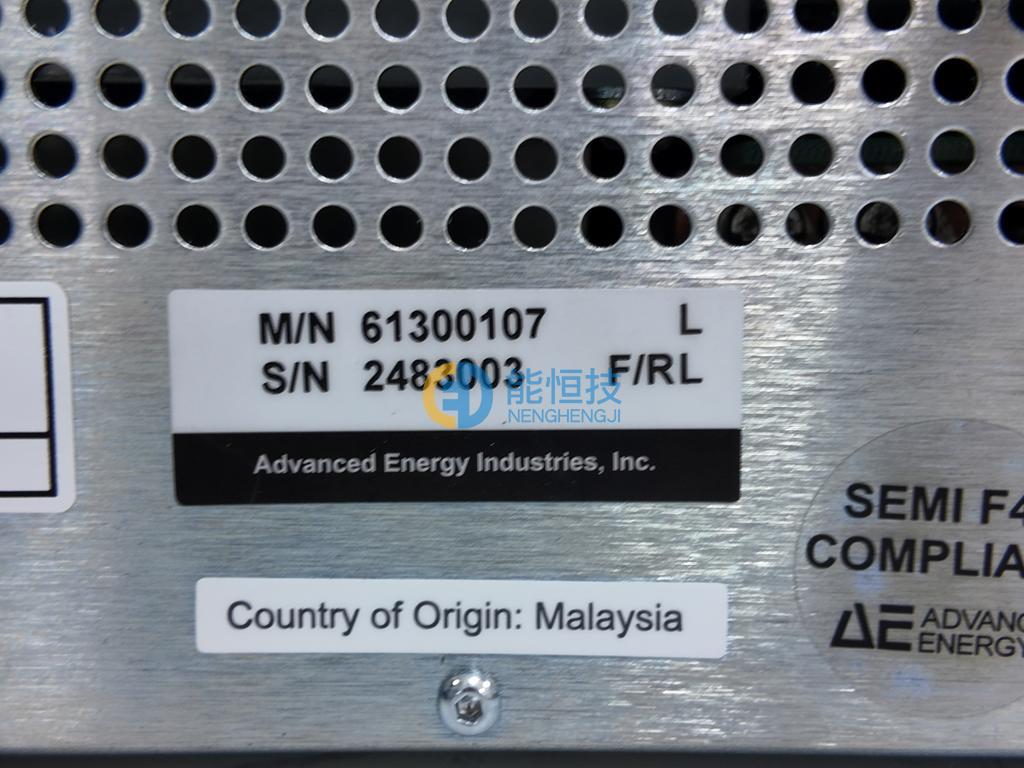 M/N 61300107 L
S/N 2483003 F/RL
能恒技
NENGHENGJI
Advanced Energy Industries, Inc.
Country of Origin: Malaysia
SEMI F4
COMPLIA
AE ADVANC
ENERGY